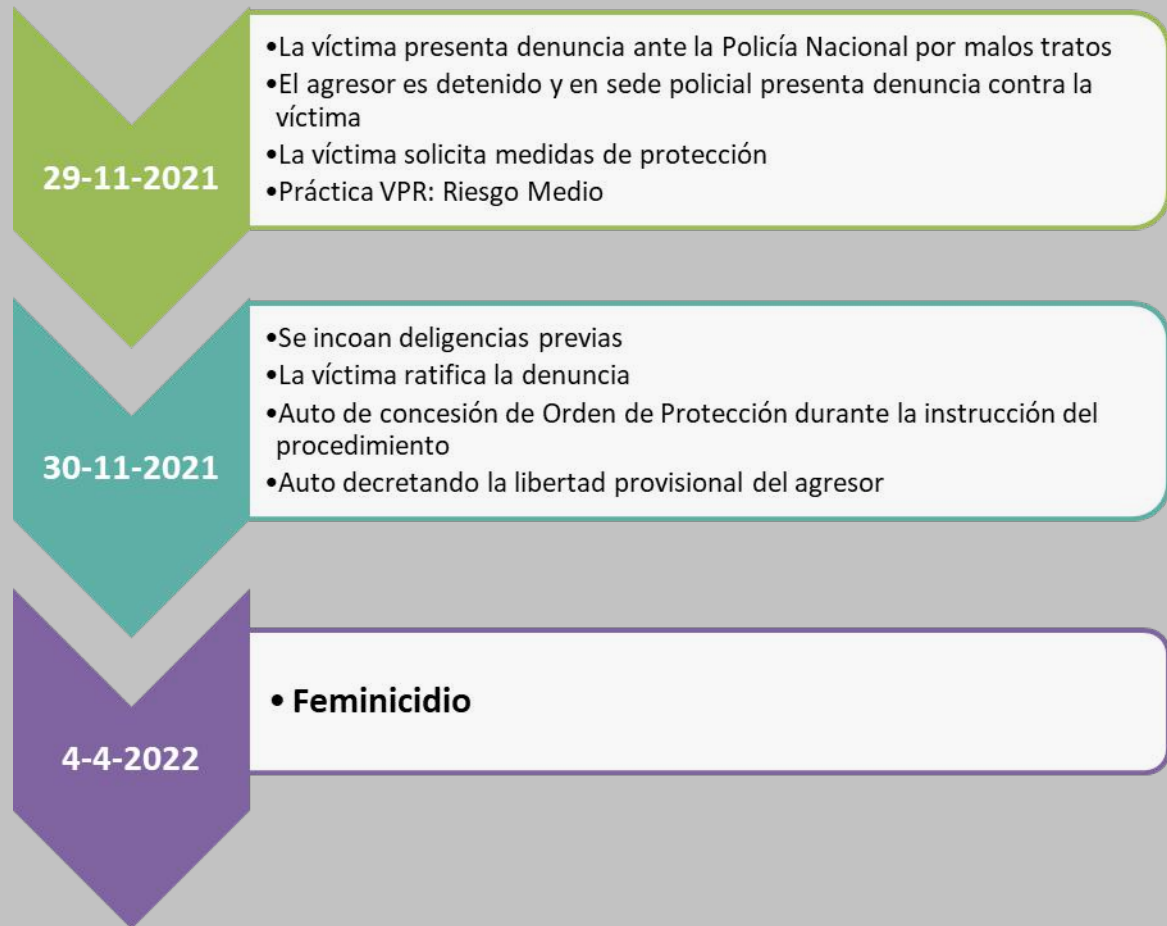 29-11-2021
•La víctima presenta denuncia ante la Policía Nacional por malos tratos
•El agresor es detenido y en sede policial presenta denuncia contra la
víctima
•La víctima solicita medidas de protección
•Práctica VPR: Riesgo Medio
30-11-2021
•Se incoan deligencias previas
•La víctima ratifica la denuncia
•Auto de concesión de Orden de Protección durante la instrucción del
procedimiento
•Auto decretando la libertad provisional del agresor
4-4-2022
• Feminicidio